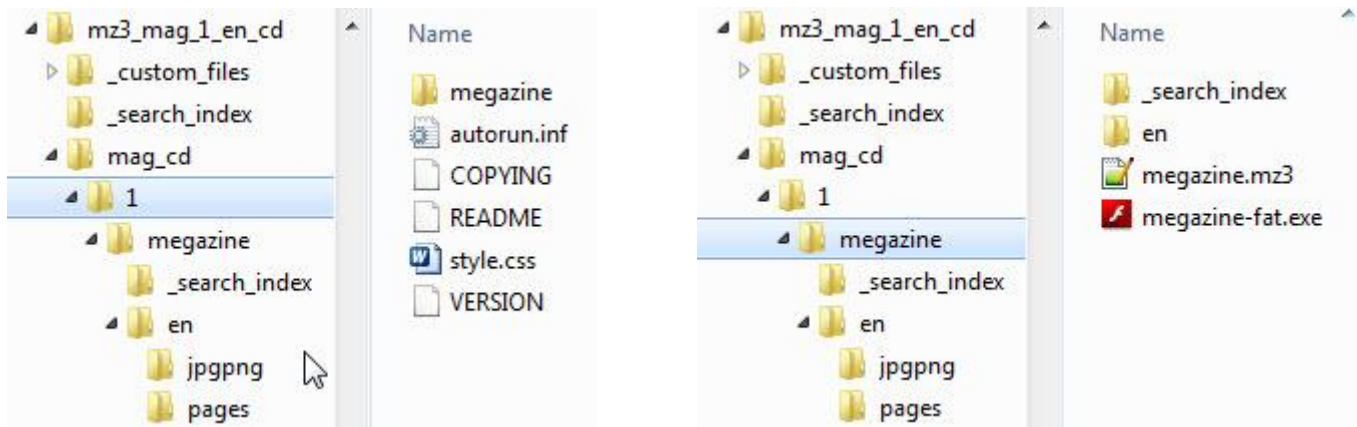 mz3_mag_1_en_cd
_custom_files
_search_index
mag_cd
1
megazine
_search_index
en
jpgpng
pages
Name
megazine
autorun.inf
COPYING
README
style.css
VERSION
mz3_mag_1_en_cd
_custom_files
_search_index
mag_cd
1
megazine
_search_index
en
jpgpng
pages
Name
_search_index
en
megazine.mz3
megazine-fat.exe